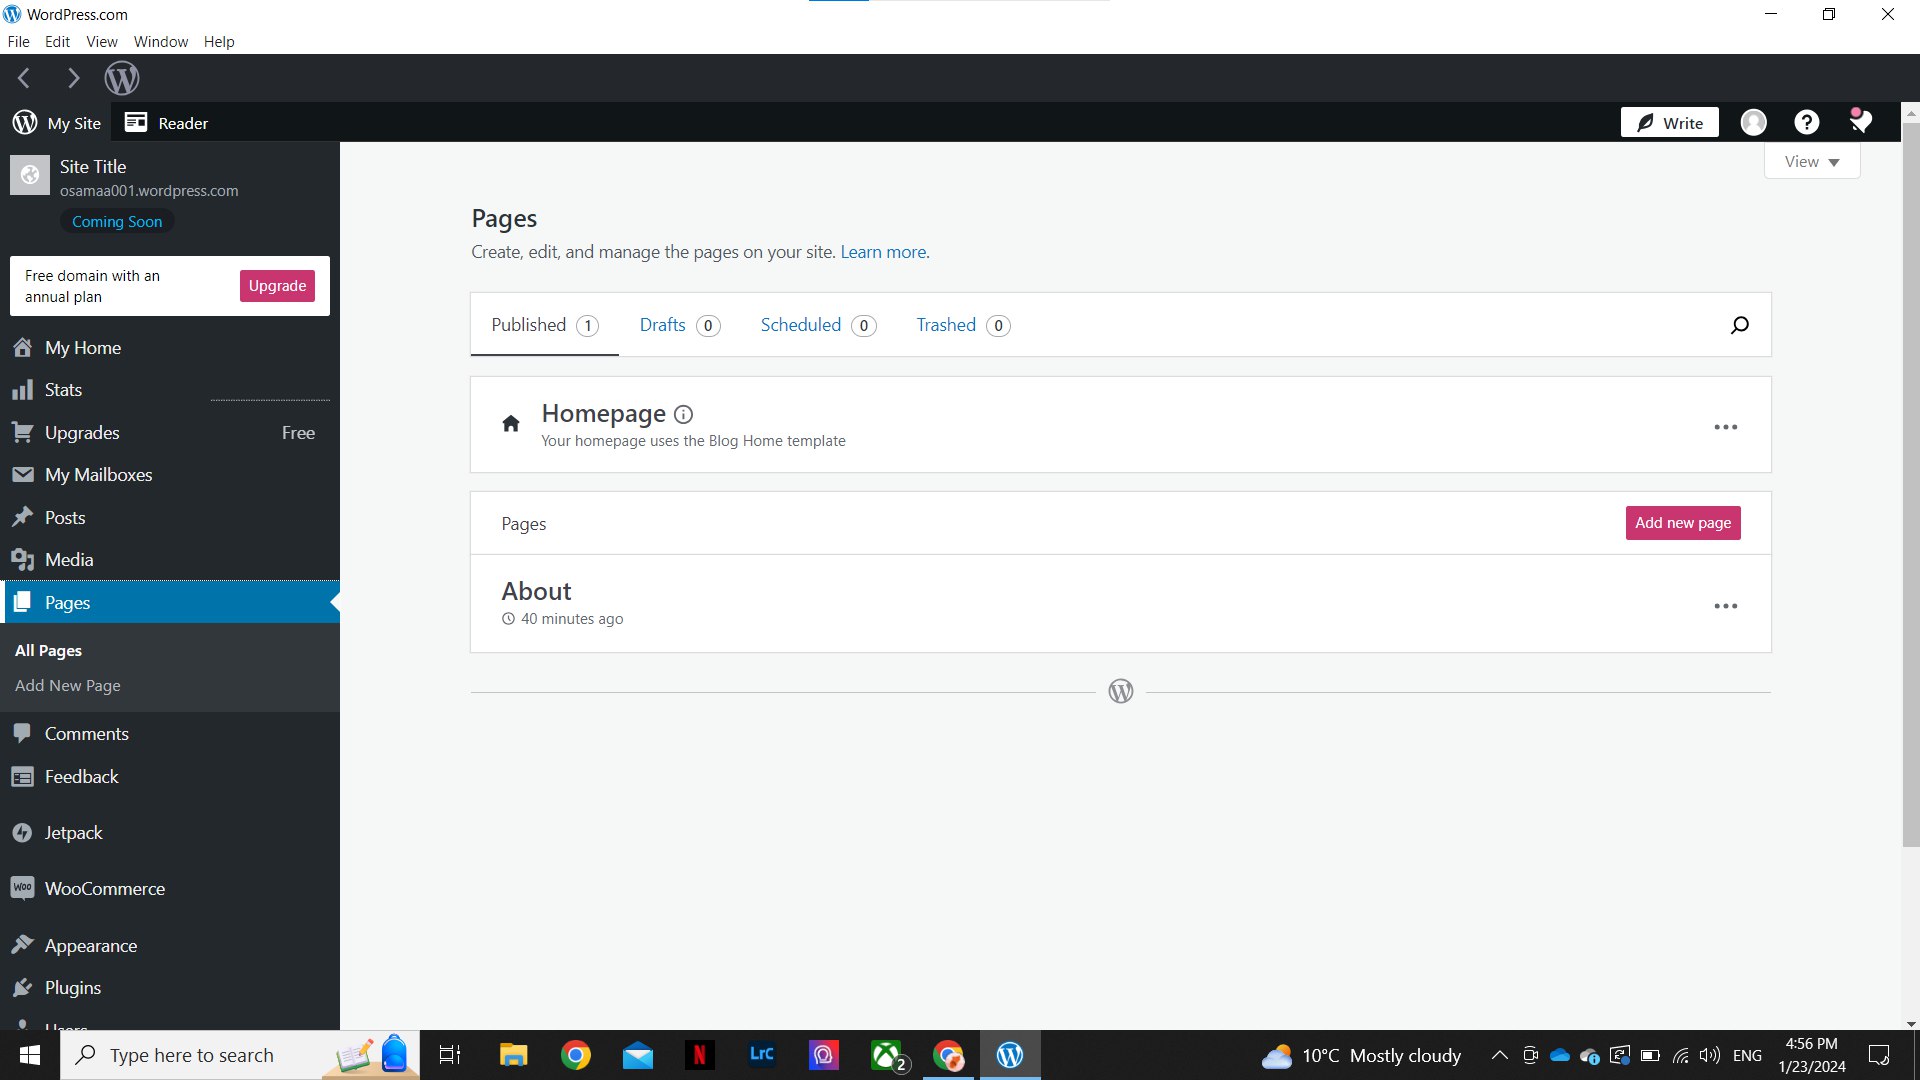 WordPress.com
File Edit View Window Help
My Site Reader Write
Site Title
osamaa001.wordpress.com
Coming Soon
Free domain with an
annual plan
Upgrade
My Home
Stats
Upgrades Free
My Mailboxes
Posts
Media
Pages
All Pages
Add New Page
Comments
Feedback
Jetpack
WooCommerce
Appearance
Plugins
Users
View
Pages
Create, edit, and manage the pages on your site. Learn more.
Published 1 Drafts 0 Scheduled 0 Trashed 0
Homepage
Your homepage uses the Blog Home template
Pages Add new page
About
40 minutes ago
Type here to search
LrC
2
10°C Mostly cloudy
ENG
4:56 PM
1/23/2024